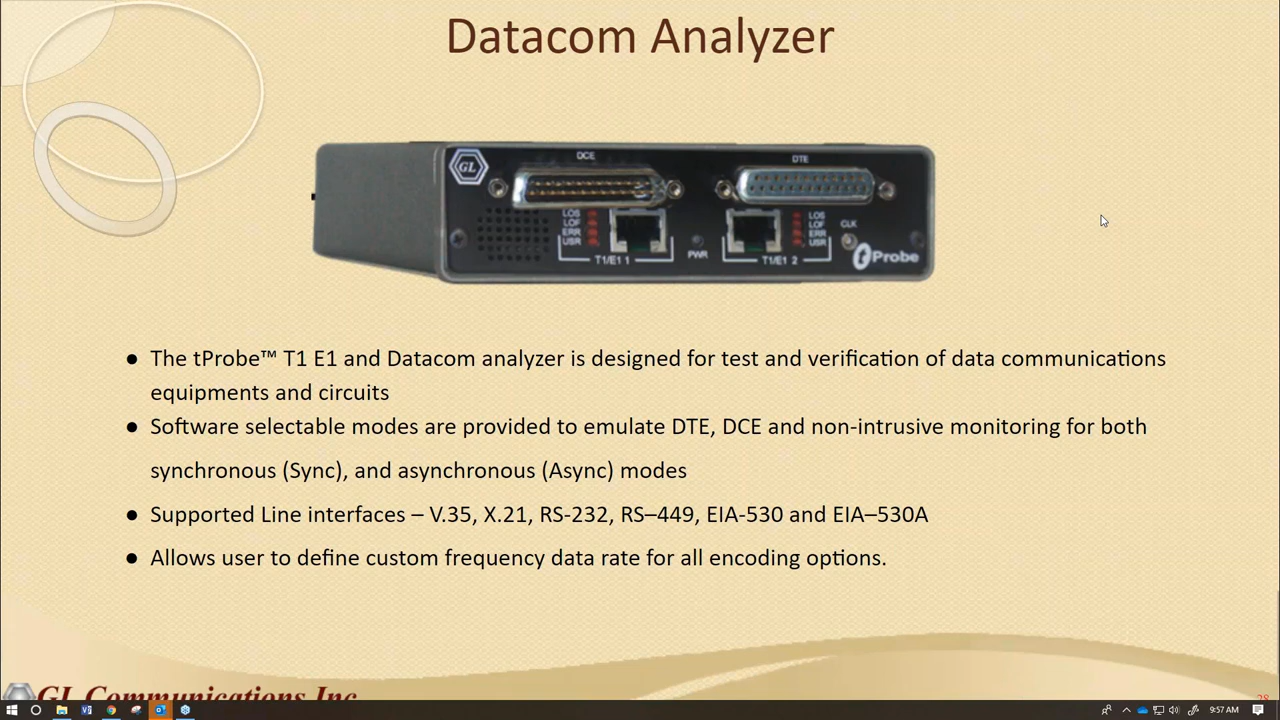 Datacom Analyzer
DCE
DTE
GL
LOS
LOF
ERR
USR
LOS
LOF
ERR
USR
CLK
T1/E1 1
PWR
T1/E1 2
tProbe
● The tProbe™ T1 E1 and Datacom analyzer is designed for test and verification of data communications
equipments and circuits
● Software selectable modes are provided to emulate DTE, DCE and non-intrusive monitoring for both
synchronous (Sync), and asynchronous (Async) modes
● Supported Line interfaces – V.35, X.21, RS-232, RS–449, EIA-530 and EIA–530A
● Allows user to define custom frequency data rate for all encoding options.
GL Communications Inc
28
9:57 AM